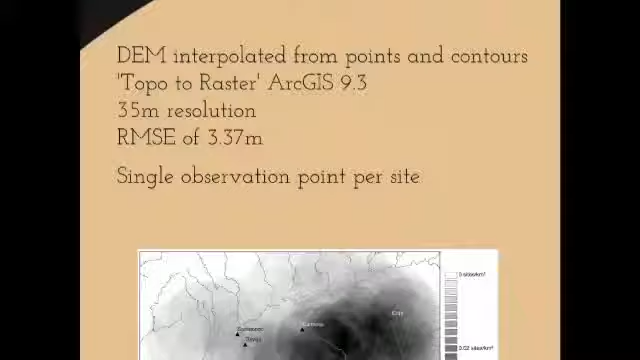 DEM interpolated from points and contours
'Topo to Raster' ArcGIS 9.3
35m resolution
RMSE of 3.37m
Single observation point per site